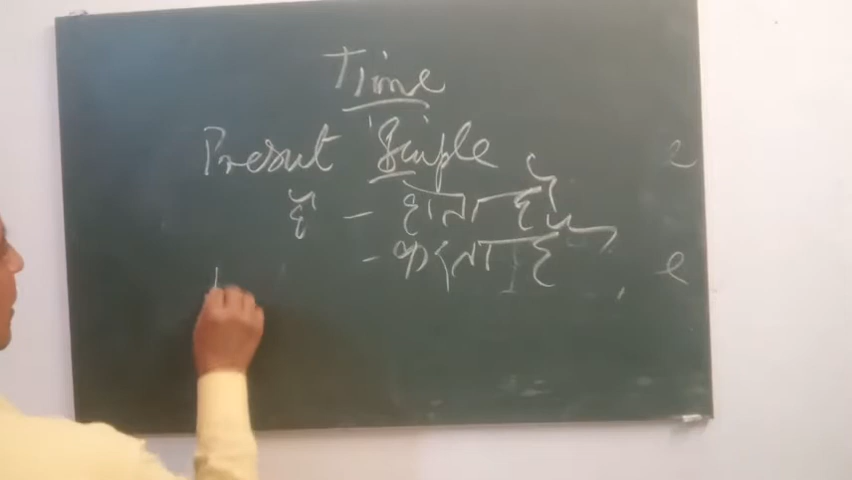 Time
Present Simple
है - होता है
- करता है